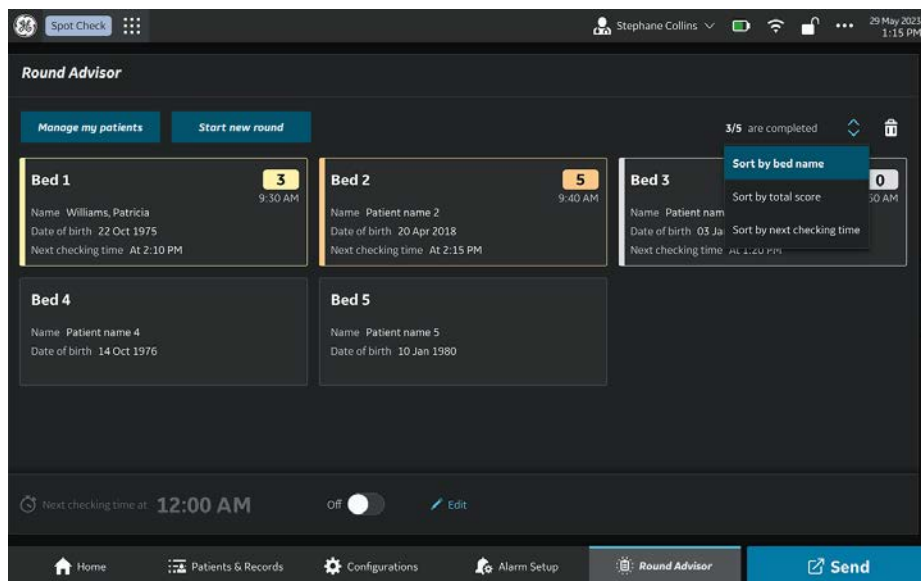 Spot Check
Stephane Collins
29 May 2023
1:15 PM
Round Advisor
Manage my patients
Start new round
3/5 are completed
Sort by bed name
Sort by total score
Sort by next checking time
Bed 1
3
9:30 AM
Name Williams, Patricia
Date of birth 22 Oct 1975
Next checking time At 2:10 PM
Bed 2
5
9:40 AM
Name Patient name 2
Date of birth 20 Apr 2018
Next checking time At 2:15 PM
Bed 3
0
50 AM
Name Patient nam
Date of birth 03 Ja
Next checking time At 1:20 PM
Bed 4
Name Patient name 4
Date of birth 14 Oct 1976
Bed 5
Name Patient name 5
Date of birth 10 Jan 1980
Next checking time at 12:00 AM
Off
Edit
Home
Patients & Records
Configurations
Alarm Setup
Round Advisor
Send